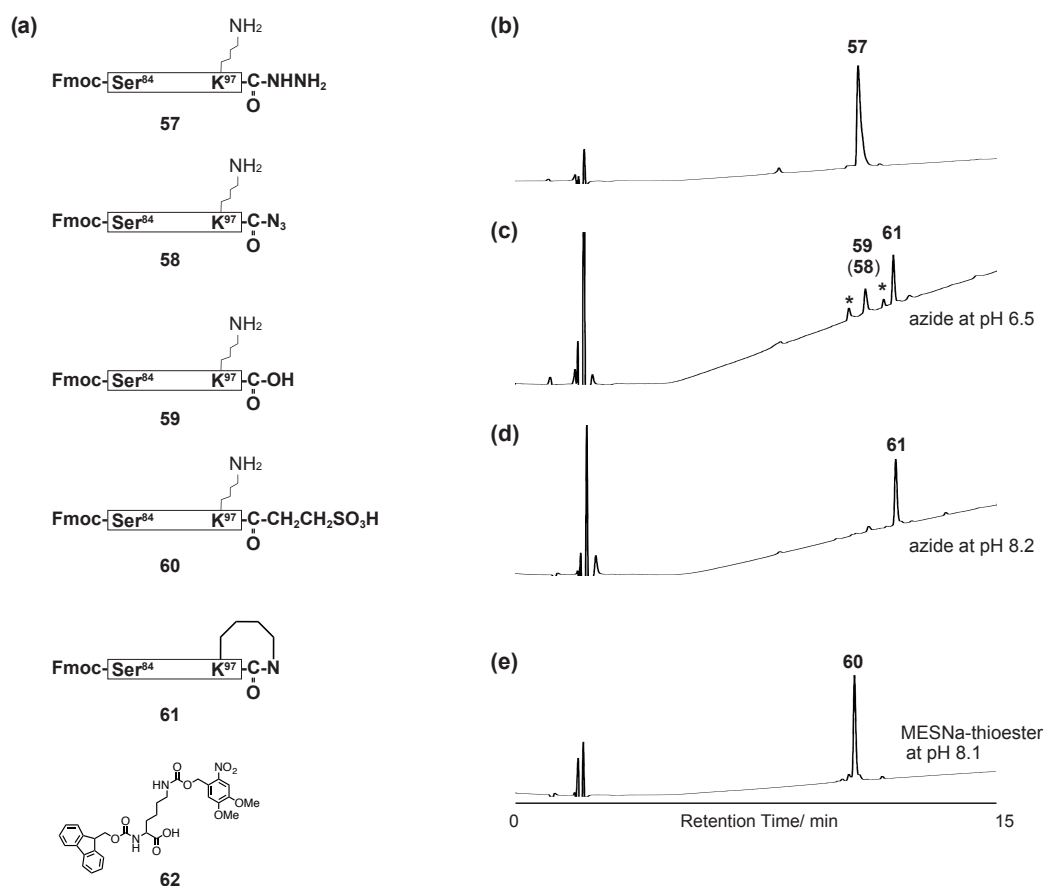 (a)
NH₂
Fmoc-Ser⁸⁴ K⁹⁷-C-NHNH₂
O
57
NH₂
Fmoc-Ser⁸⁴ K⁹⁷-C-N₃
O
58
NH₂
Fmoc-Ser⁸⁴ K⁹⁷-C-OH
O
59
NH₂
Fmoc-Ser⁸⁴ K⁹⁷-C-CH₂CH₂SO₃H
O
60
Fmoc-Ser⁸⁴ K⁹⁷-C-N
O
61
O
HN O
NO₂
OMe
OMe
O
O N
H
OH
O
62
(b)
57
(c)
59
(58)
61
*
*
azide at pH 6.5
(d)
61
azide at pH 8.2
(e)
60
MESNa-thioester
at pH 8.1
0 Retention Time/ min 15